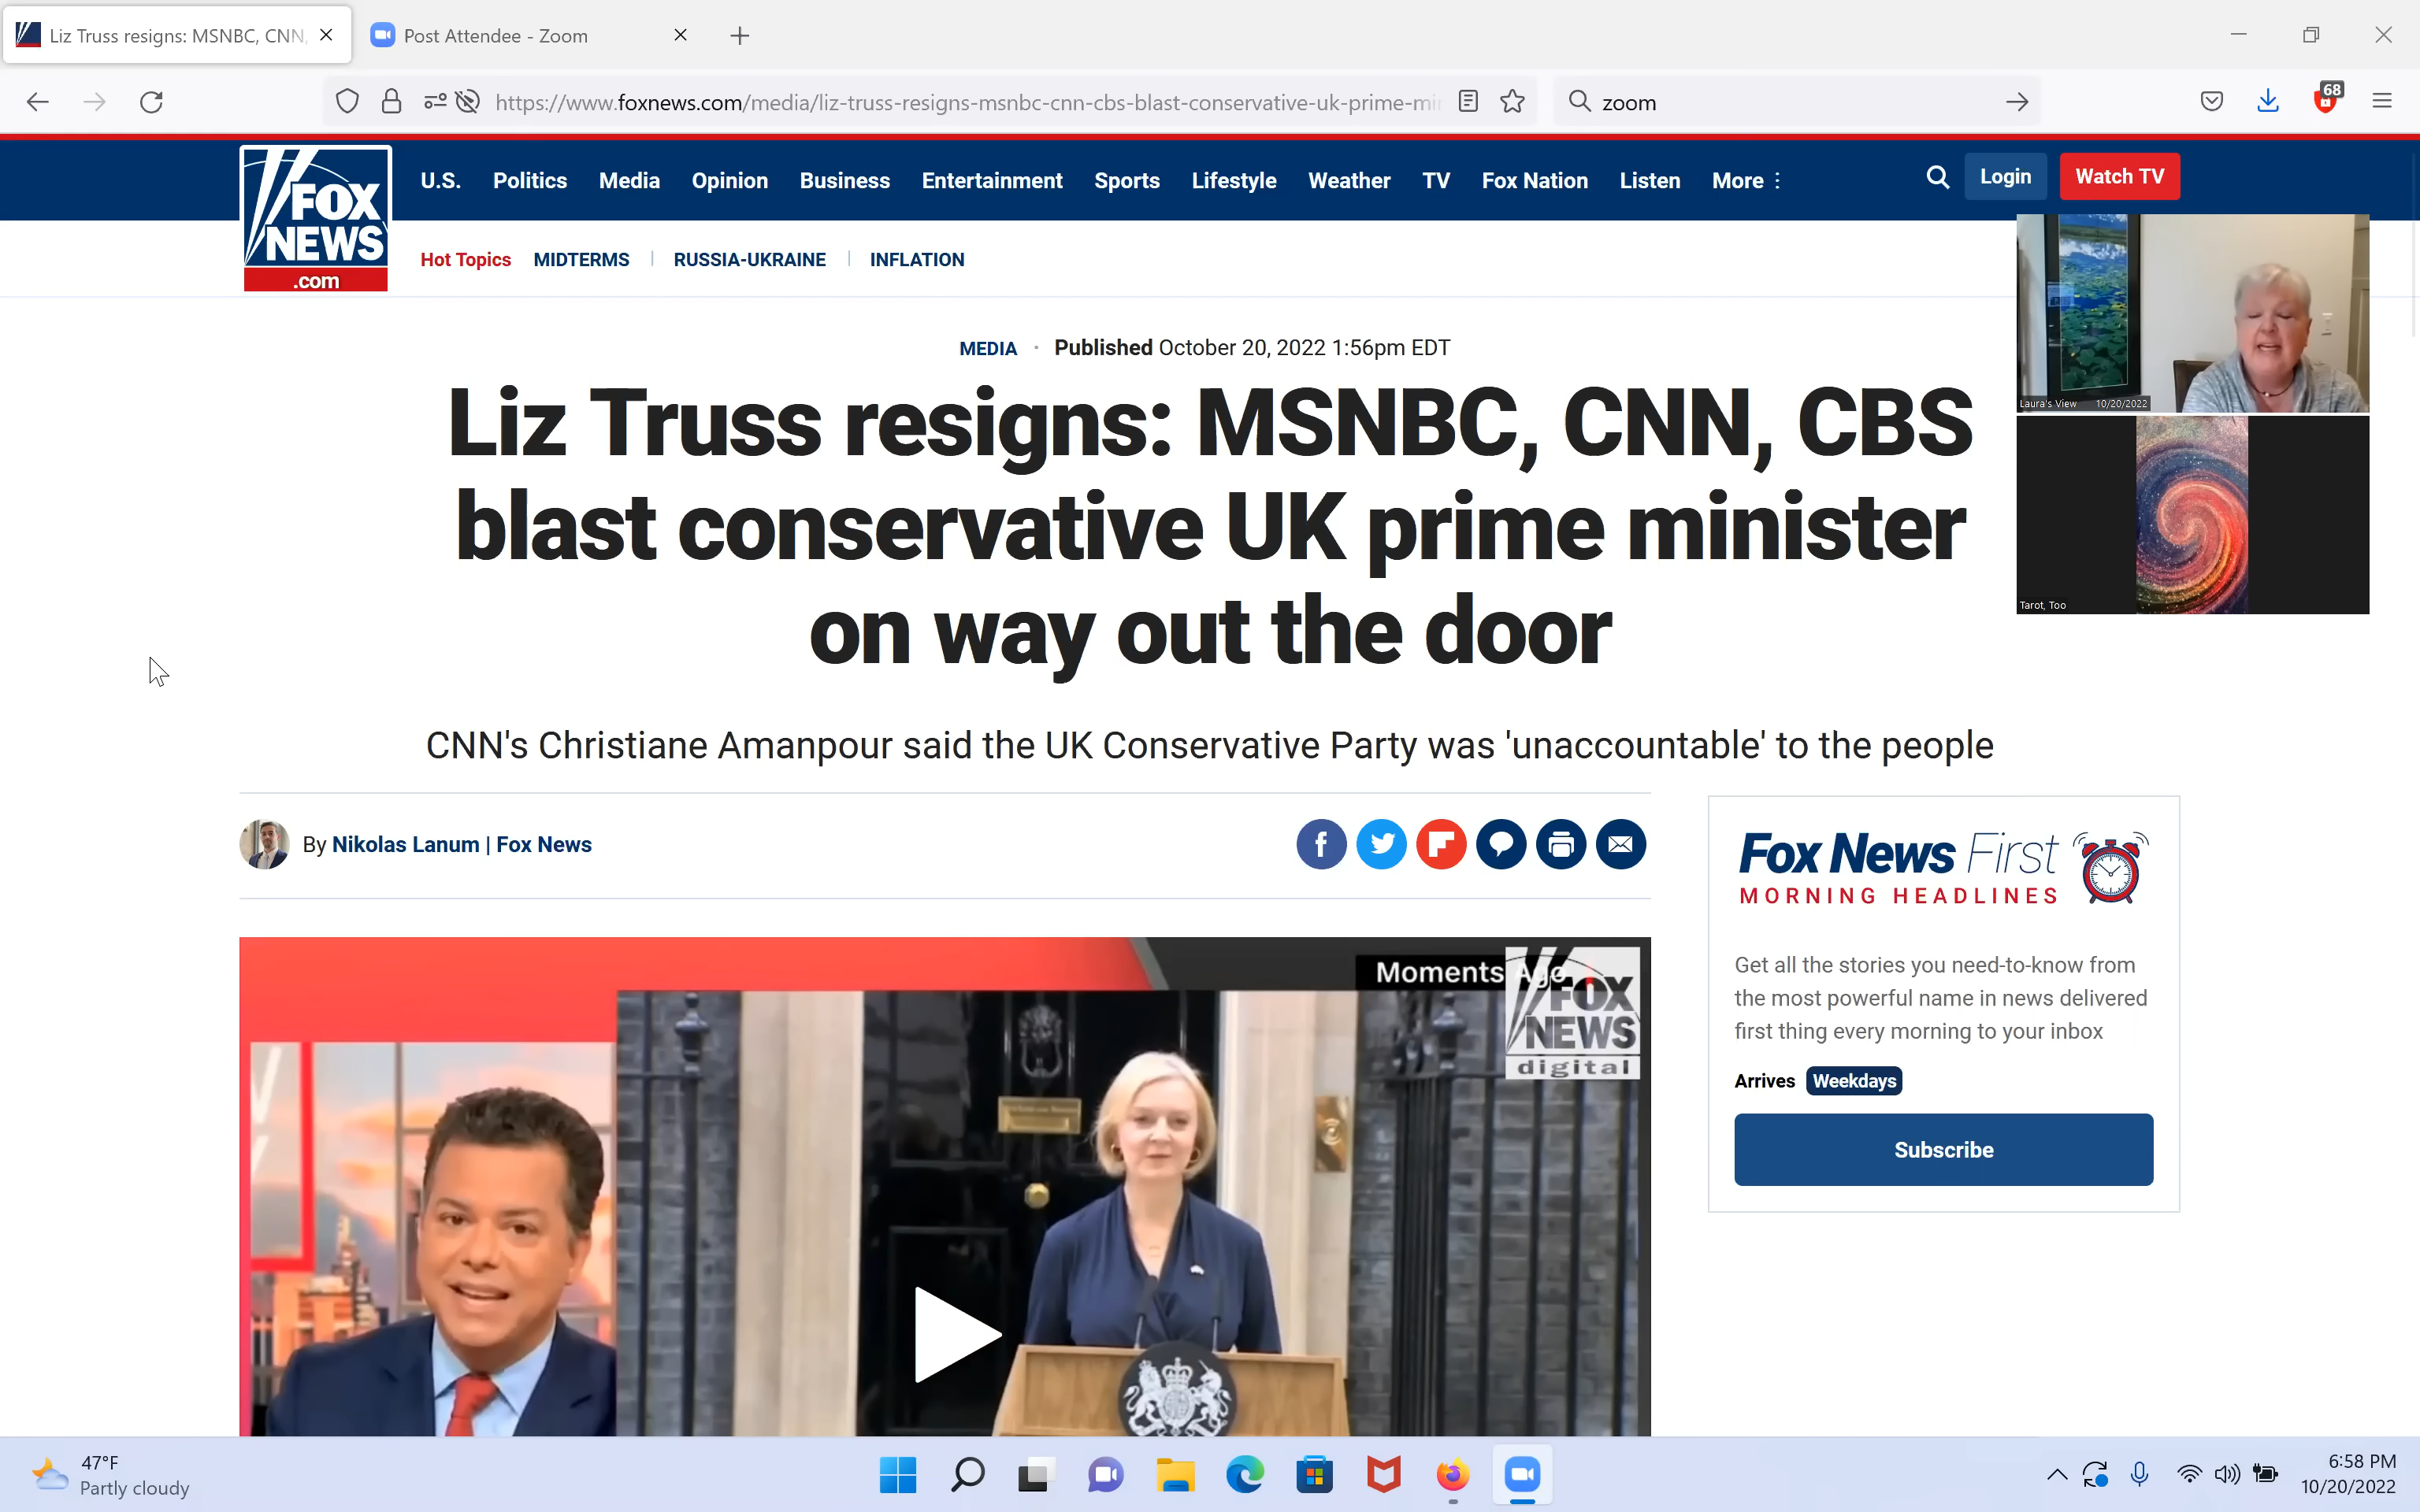 Liz Truss resigns: MSNBC, CNN,
Post Attendee - Zoom
https://www.foxnews.com/media/liz-truss-resigns-msnbc-cnn-cbs-blast-conservative-uk-prime-mi
zoom
68
FOX NEWS .com
U.S. Politics Media Opinion Business Entertainment Sports Lifestyle Weather TV Fox Nation Listen More
Login
Watch TV
Hot Topics MIDTERMS RUSSIA-UKRAINE INFLATION
Laura's View 10/20/2022
Tarot, Too
MEDIA · Published October 20, 2022 1:56pm EDT
Liz Truss resigns: MSNBC, CNN, CBS
blast conservative UK prime minister
on way out the door
CNN's Christiane Amanpour said the UK Conservative Party was 'unaccountable' to the people
By Nikolas Lanum | Fox News
Fox News First
MORNING HEADLINES
Get all the stories you need-to-know from
the most powerful name in news delivered
first thing every morning to your inbox
Arrives Weekdays
Subscribe
Moments Ago
FOX
NEWS
digital
47°F
Partly cloudy
6:58 PM
10/20/2022